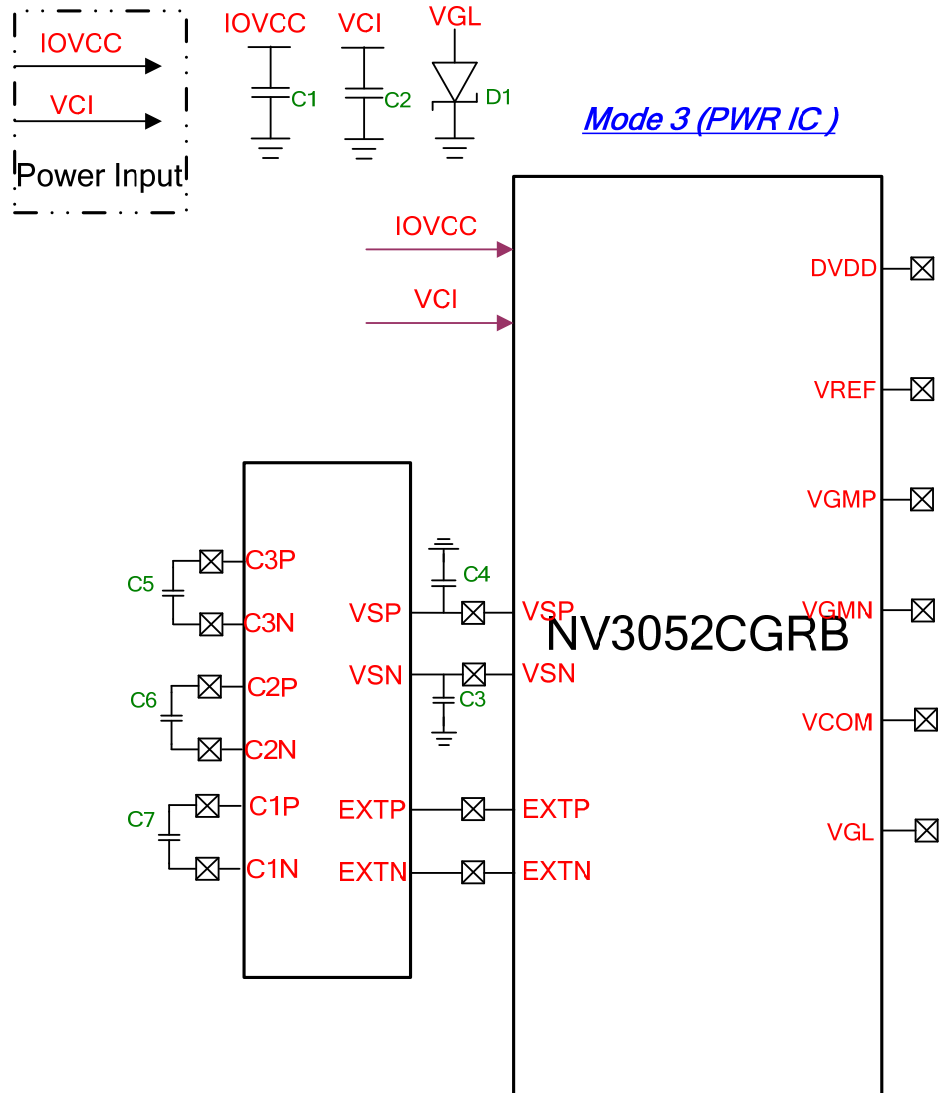 IOVCC
VCI
Power Input
IOVCC
C1
VCI
C2
VGL
D1
Mode 3 (PWR IC )
IOVCC
VCI
DVDD
VREF
VGMP
VGMN
VCOM
VGL
NV3052CGRB
VSP
VSN
EXTP
EXTN
C4
C3
VSP
VSN
EXTP
EXTN
C3P
C3N
C2P
C2N
C1P
C1N
C5
C6
C7